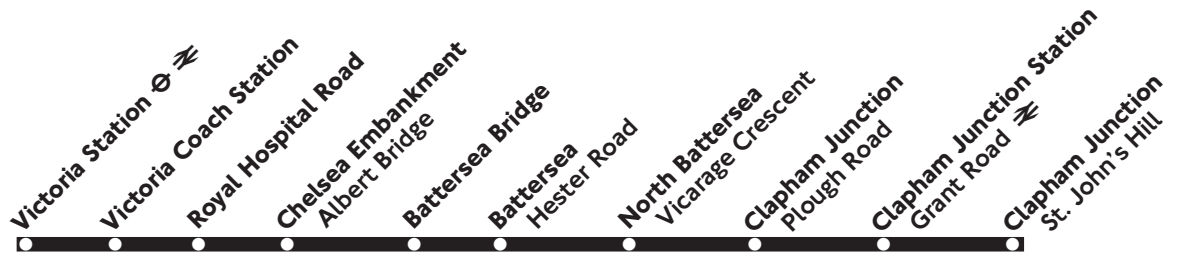 Victoria Station
Victoria Coach Station
Royal Hospital Road
Chelsea Embankment
Albert Bridge
Battersea Bridge
Battersea
Hester Road
North Battersea
Vicarage Crescent
Clapham Junction
Plough Road
Clapham Junction Station
Grant Road
Clapham Junction
St. John's Hill